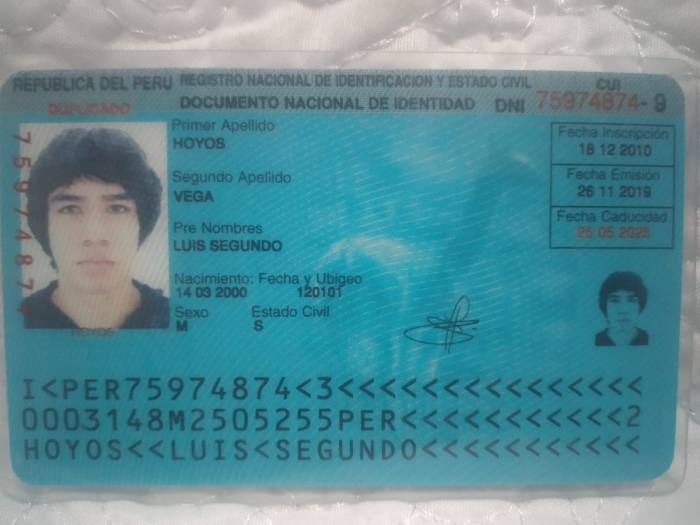 REPUBLICA DEL PERU REGISTRO NACIONAL DE IDENTIFICACION Y ESTADO CIVIL
CUI
DUPLICADO
DOCUMENTO NACIONAL DE IDENTIDAD DNI 75974874-9
75974874
Primer Apellido
HOYOS
Segundo Apellido
VEGA
Pre Nombres
LUIS SEGUNDO
Nacimiento: Fecha y Ubigeo
14 03 2000 120101
Sexo Estado Civil
M S
Fecha Inscripción
18 12 2010
Fecha Emisión
26 11 2019
Fecha Caducidad
25 05 2025
I<PER75974874<3<<<<<<<<<<<<<<<
0003148M2505255PER<<<<<<<<<<<2
HOYOS<<LUIS<SEGUNDO<<<<<<<<<<<